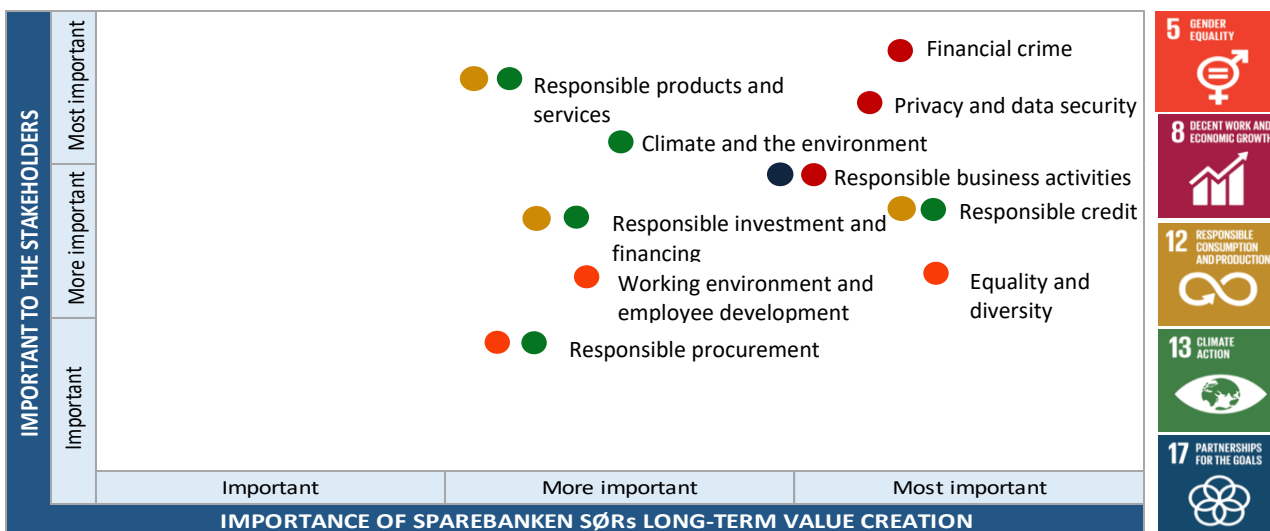 IMPORTANT TO THE STAKEHOLDERS
Most important
More important
Important
Financial crime
Responsible products and
services
Privacy and data security
Climate and the environment
Responsible business activities
Responsible credit
Responsible investment and
financing
Working environment and
employee development
Equality and
diversity
Responsible procurement
Important
More important
Most important
IMPORTANCE OF SPAREBANKEN SØRs LONG-TERM VALUE CREATION
5 GENDER
EQUALITY
8 DECENT WORK AND
ECONOMIC GROWTH
12 RESPONSIBLE
CONSUMPTION
AND PRODUCTION
13 CLIMATE
ACTION
17 PARTNERSHIPS
FOR THE GOALS